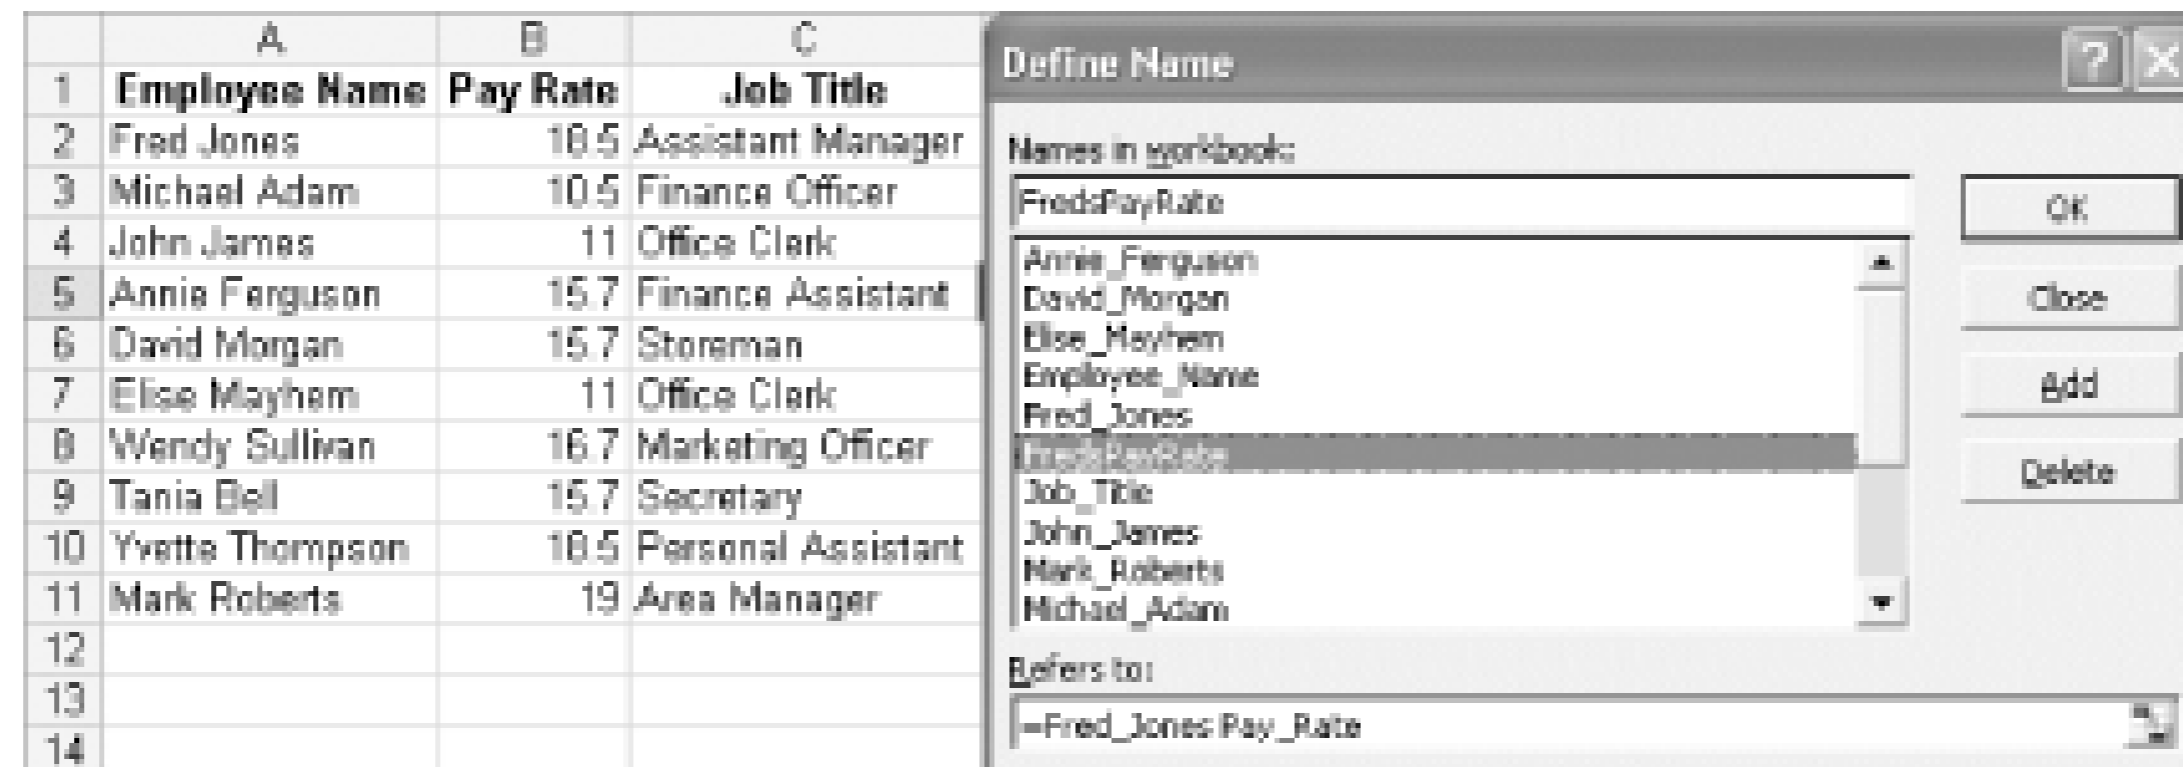 A B C
1 Employee Name Pay Rate Job Title
2 Fred Jones 18.5 Assistant Manager
3 Michael Adam 10.5 Finance Officer
4 John James 11 Office Clerk
5 Annie Ferguson 15.7 Finance Assistant
6 David Morgan 15.7 Storeman
7 Elise Mayhem 11 Office Clerk
8 Wendy Sullivan 16.7 Marketing Officer
9 Tania Bell 15.7 Secretary
10 Yvette Thompson 18.5 Personal Assistant
11 Mark Roberts 19 Area Manager
12
13
14
Define Name ? X
Names in workbook:
FredsPayRate
OK
Annie_Ferguson
David_Morgan
Close
Elise_Mayhem
Employee_Name
Add
Fred_Jones
FredsPayRate
Delete
Job_Title
John_James
Mark_Roberts
Michael_Adam
Refers to:
=Fred_Jones Pay_Rate